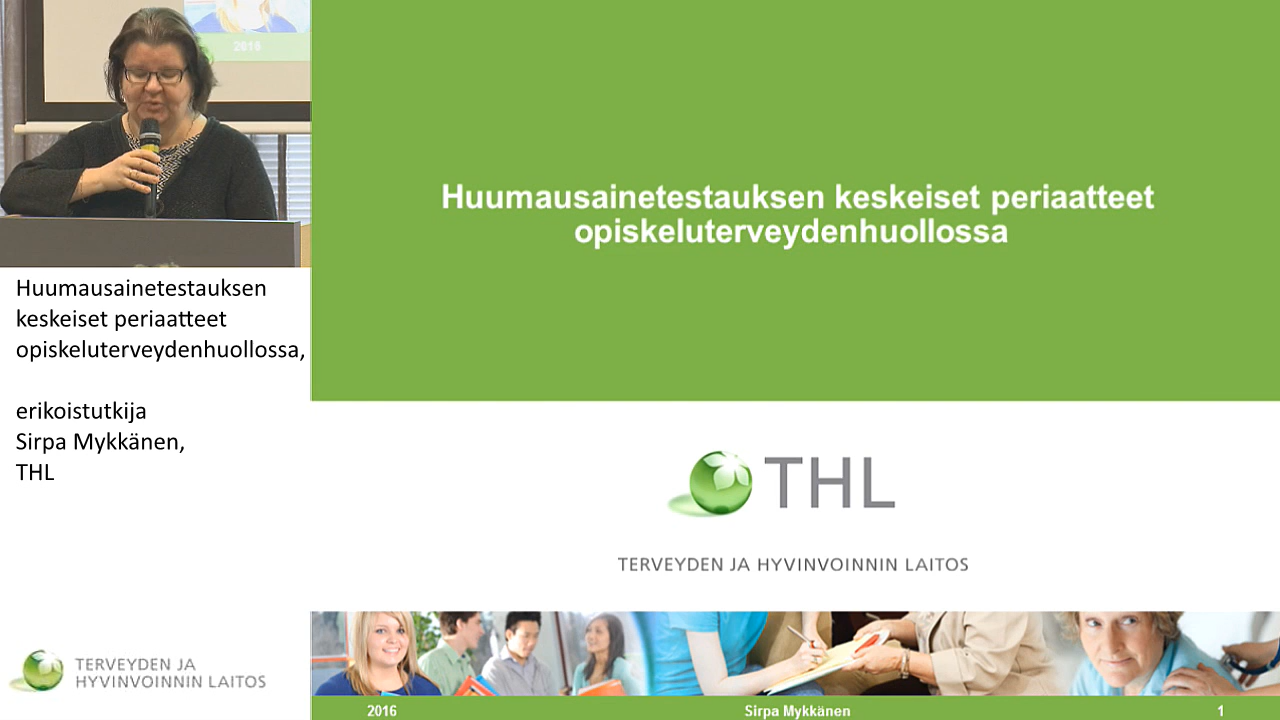 2016
Huumausainetestauksen
keskeiset periaatteet
opiskeluterveydenhuollossa,
erikoistutkija
Sirpa Mykkänen,
THL
TERVEYDEN JA
HYVINVOINNIN LAITOS
Huumausainetestauksen keskeiset periaatteet
opiskeluterveydenhuollossa
THL
TERVEYDEN JA HYVINVOINNIN LAITOS
2016 Sirpa Mykkänen 1